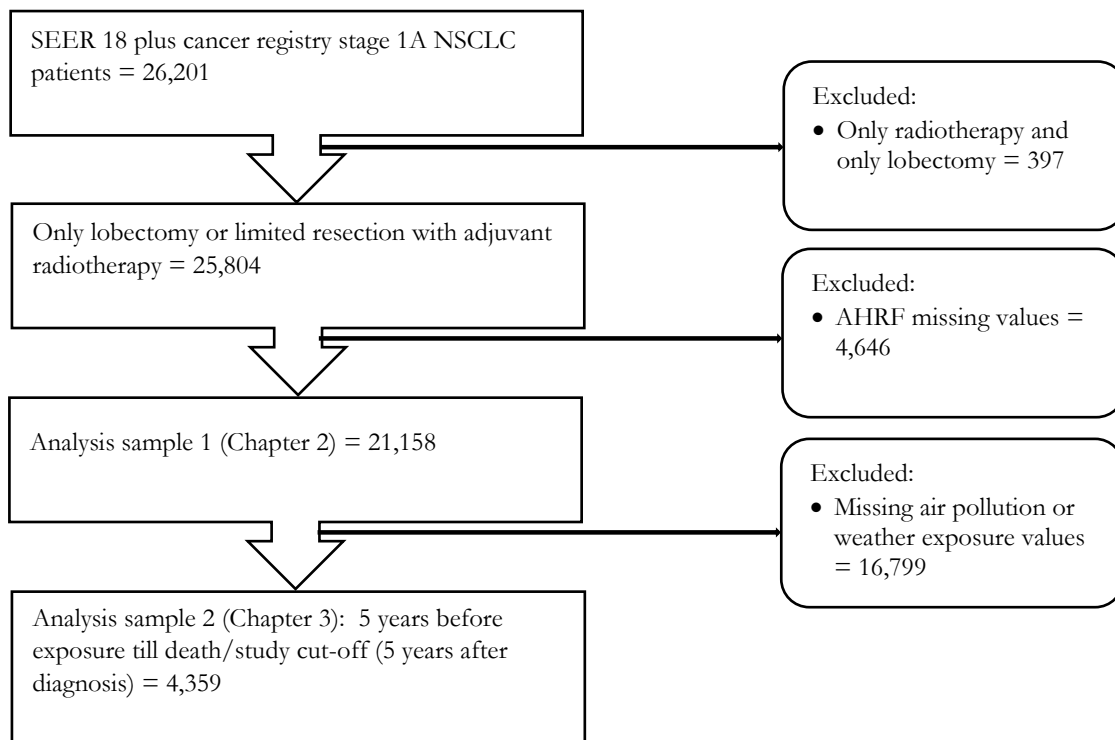 SEER 18 plus cancer registry stage 1A NSCLC
patients = 26,201
Excluded:
• Only radiotherapy and
only lobectomy = 397
Only lobectomy or limited resection with adjuvant
radiotherapy = 25,804
Excluded:
• AHRF missing values =
4,646
Analysis sample 1 (Chapter 2) = 21,158
Excluded:
• Missing air pollution or
weather exposure values
= 16,799
Analysis sample 2 (Chapter 3): 5 years before
exposure till death/study cut-off (5 years after
diagnosis) = 4,359